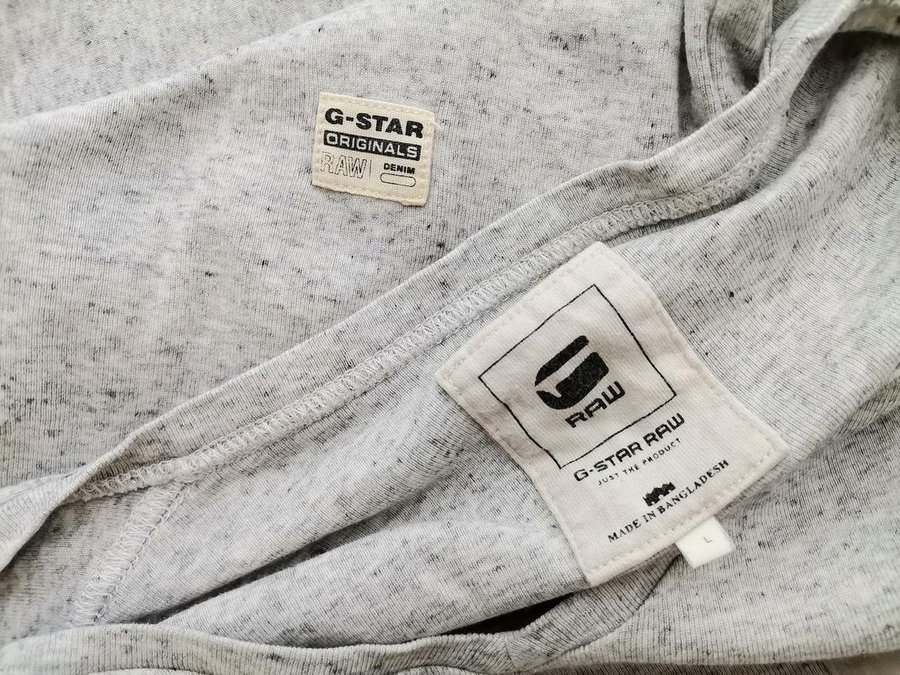 G-STAR
ORIGINALS
RAW DENIM
G
RAW
G-STAR RAW
JUST THE PRODUCT
MADE IN BANGLADESH
L